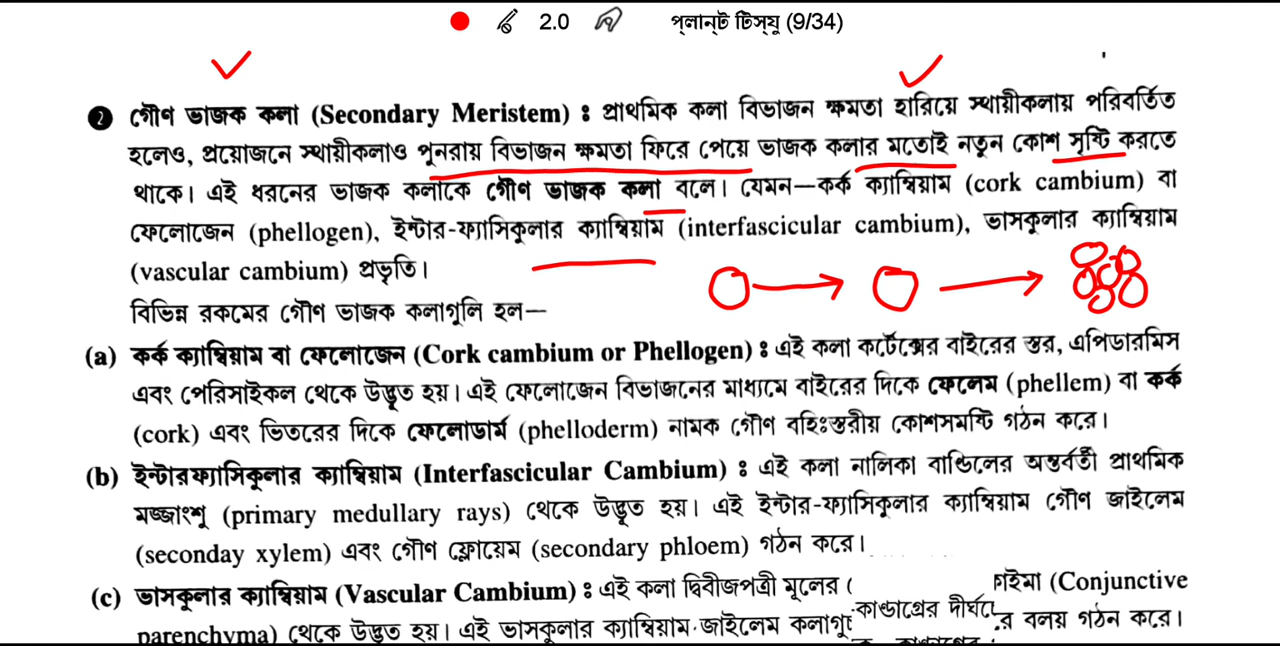 2.0 প্লান্ট টিস্যু (9/34)
❷ গৌণ ভাজক কলা (Secondary Meristem) : প্রাথমিক কলা বিভাজন ক্ষমতা হারিয়ে স্থায়ীকলায় পরিবর্তিত
হলেও, প্রয়োজনে স্থায়ীকলাও পুনরায় বিভাজন ক্ষমতা ফিরে পেয়ে ভাজক কলার মতোই নতুন কোশ সৃষ্টি করতে
থাকে। এই ধরনের ভাজক কলাকে গৌণ ভাজক কলা বলে। যেমন—কর্ক ক্যাম্বিয়াম (cork cambium) বা
ফেলোজেন (phellogen), ইন্টার-ফ্যাসিকুলার ক্যাম্বিয়াম (interfascicular cambium), ভাসকুলার ক্যাম্বিয়াম
(vascular cambium) প্রভৃতি।
বিভিন্ন রকমের গৌণ ভাজক কলাগুলি হল—
(a) কর্ক ক্যাম্বিয়াম বা ফেলোজেন (Cork cambium or Phellogen) : এই কলা কর্টেক্সের বাইরের স্তর, এপিডারমিস
এবং পেরিসাইকল থেকে উদ্ভূত হয়। এই ফেলোজেন বিভাজনের মাধ্যমে বাইরের দিকে ফেলেম (phellem) বা কর্ক
(cork) এবং ভিতরের দিকে ফেলোডার্ম (phelloderm) নামক গৌণ বহিঃস্তরীয় কোশসমষ্টি গঠন করে।
(b) ইন্টারফ্যাসিকুলার ক্যাম্বিয়াম (Interfascicular Cambium) : এই কলা নালিকা বান্ডিলের অন্তর্বর্তী প্রাথমিক
মজ্জাংশু (primary medullary rays) থেকে উদ্ভূত হয়। এই ইন্টার-ফ্যাসিকুলার ক্যাম্বিয়াম গৌণ জাইলেম
(seconday xylem) এবং গৌণ ফ্লোয়েম (secondary phloem) গঠন করে।
(c) ভাসকুলার ক্যাম্বিয়াম (Vascular Cambium) : এই কলা দ্বিবীজপত্রী মূলের ( াইমা (Conjunctive
parenchyma) থেকে উদ্ভূত হয়। এই ভাসকুলার ক্যাম্বিয়াম জাইলেম কলাগু কাণ্ডাগ্রের দীর্ঘতে র বলয় গঠন করে।